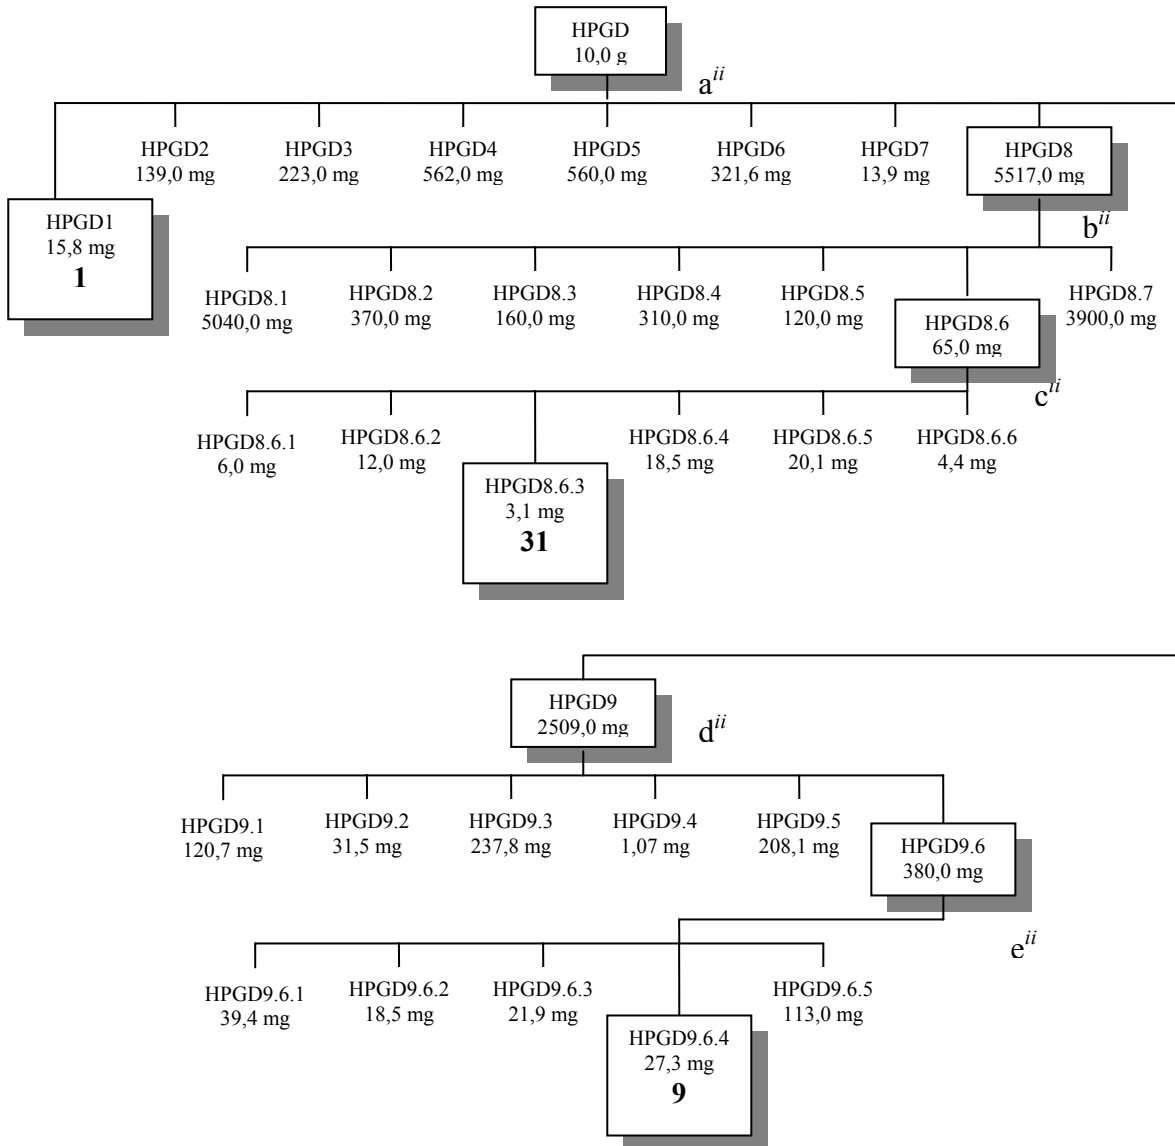 HPGD
10,0 g
a^ii
HPGD2
139,0 mg
HPGD3
223,0 mg
HPGD4
562,0 mg
HPGD5
560,0 mg
HPGD6
321,6 mg
HPGD7
13,9 mg
HPGD8
5517,0 mg
HPGD1
15,8 mg
1
b^ii
HPGD8.1
5040,0 mg
HPGD8.2
370,0 mg
HPGD8.3
160,0 mg
HPGD8.4
310,0 mg
HPGD8.5
120,0 mg
HPGD8.6
65,0 mg
HPGD8.7
3900,0 mg
c^ii
HPGD8.6.1
6,0 mg
HPGD8.6.2
12,0 mg
HPGD8.6.3
3,1 mg
31
HPGD8.6.4
18,5 mg
HPGD8.6.5
20,1 mg
HPGD8.6.6
4,4 mg
HPGD9
2509,0 mg
d^ii
HPGD9.1
120,7 mg
HPGD9.2
31,5 mg
HPGD9.3
237,8 mg
HPGD9.4
1,07 mg
HPGD9.5
208,1 mg
HPGD9.6
380,0 mg
e^ii
HPGD9.6.1
39,4 mg
HPGD9.6.2
18,5 mg
HPGD9.6.3
21,9 mg
HPGD9.6.4
27,3 mg
9
HPGD9.6.5
113,0 mg